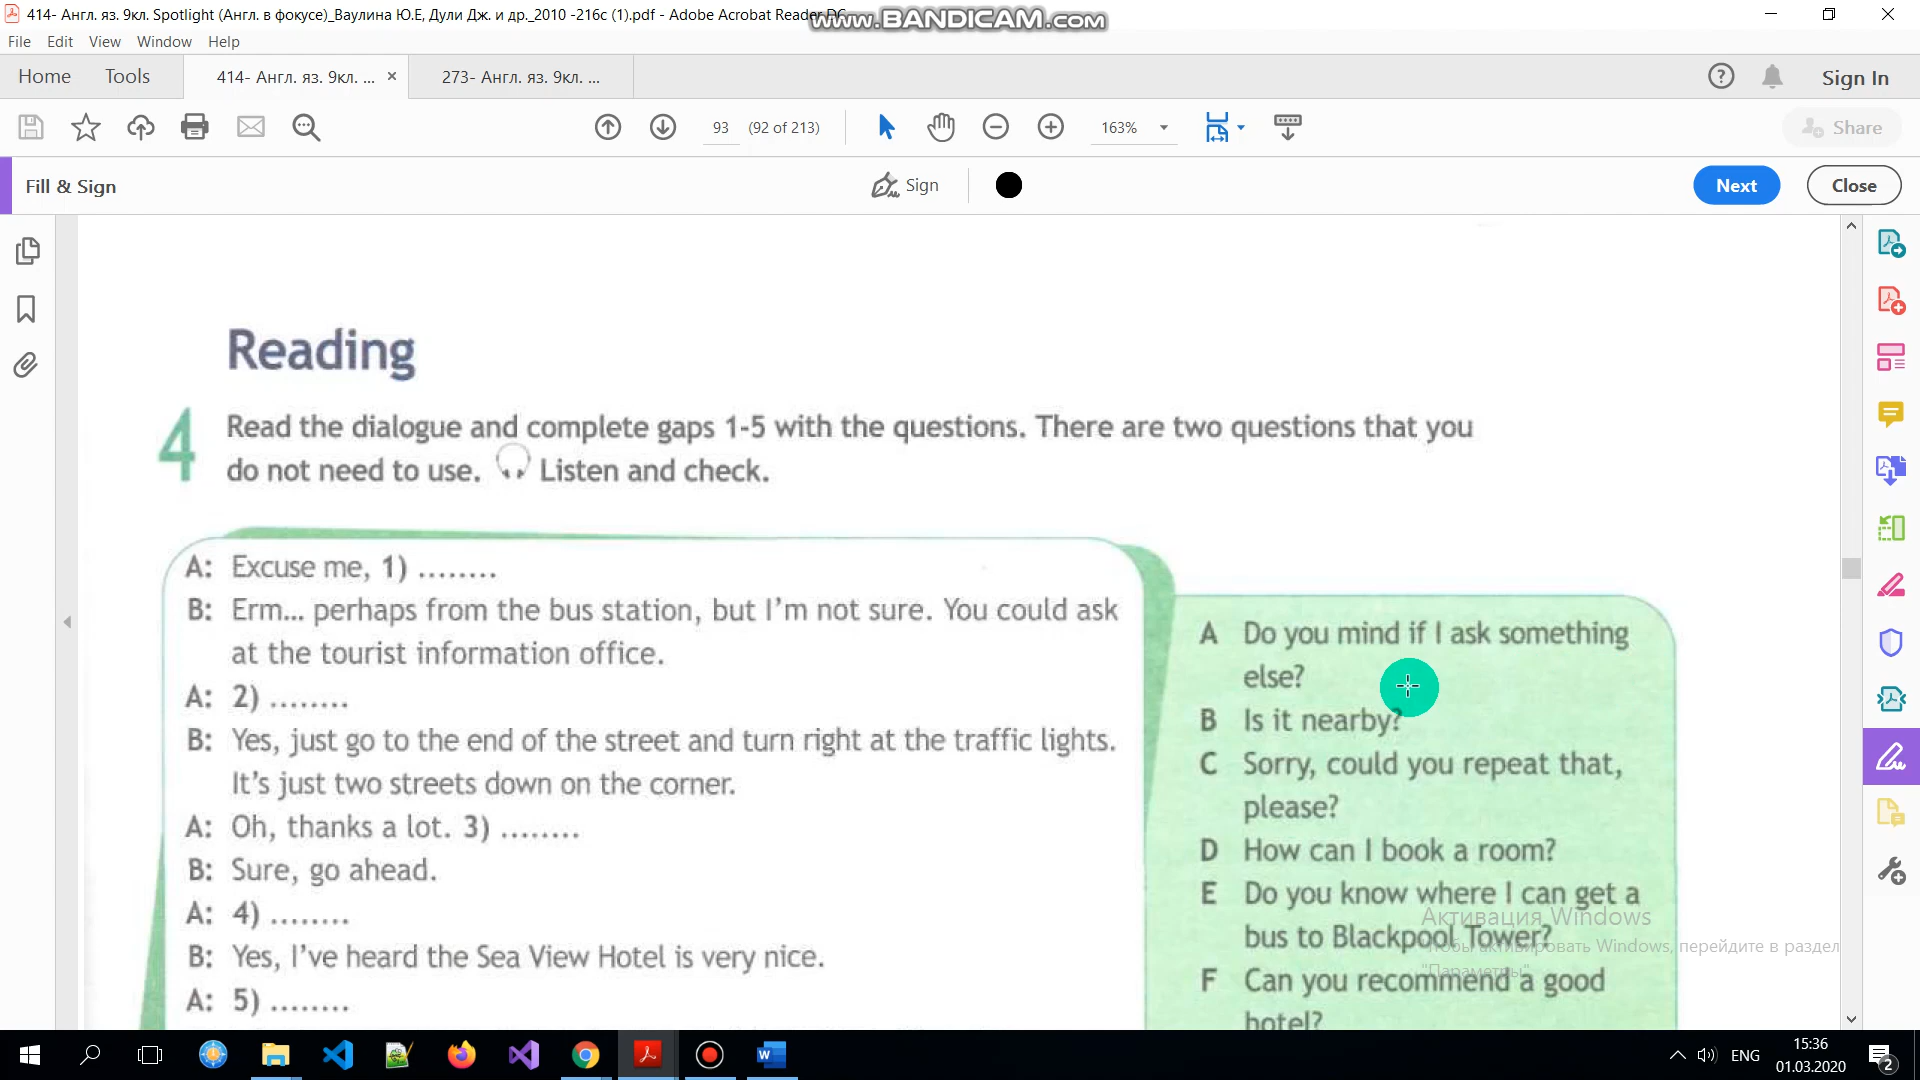 414- Англ. яз. 9кл. Spotlight (Англ. в фокусе)_Ваулина Ю.Е, Дули Дж. и др._2010 -216с (1).pdf - Adobe Acrobat Reader DC
www.BANDICAM.com
File Edit View Window Help
Home Tools 414- Англ. яз. 9кл. ... × 273- Англ. яз. 9кл. ... Sign In
93 (92 of 213) 163% Share
Fill & Sign Sign Next Close
Reading
4 Read the dialogue and complete gaps 1-5 with the questions. There are two questions that you
do not need to use. Listen and check.
A: Excuse me, 1) ........
B: Erm... perhaps from the bus station, but I'm not sure. You could ask
at the tourist information office.
A: 2) ........
B: Yes, just go to the end of the street and turn right at the traffic lights.
It's just two streets down on the corner.
A: Oh, thanks a lot. 3) ........
B: Sure, go ahead.
A: 4) ........
B: Yes, I've heard the Sea View Hotel is very nice.
A: 5) ........
A Do you mind if I ask something
else?
B Is it nearby?
C Sorry, could you repeat that,
please?
D How can I book a room?
E Do you know where I can get a
bus to Blackpool Tower?
F Can you recommend a good
hotel?
Активация Windows
Чтобы активировать Windows, перейдите в раздел
"Параметры".
ENG 15:36
01.03.2020
2